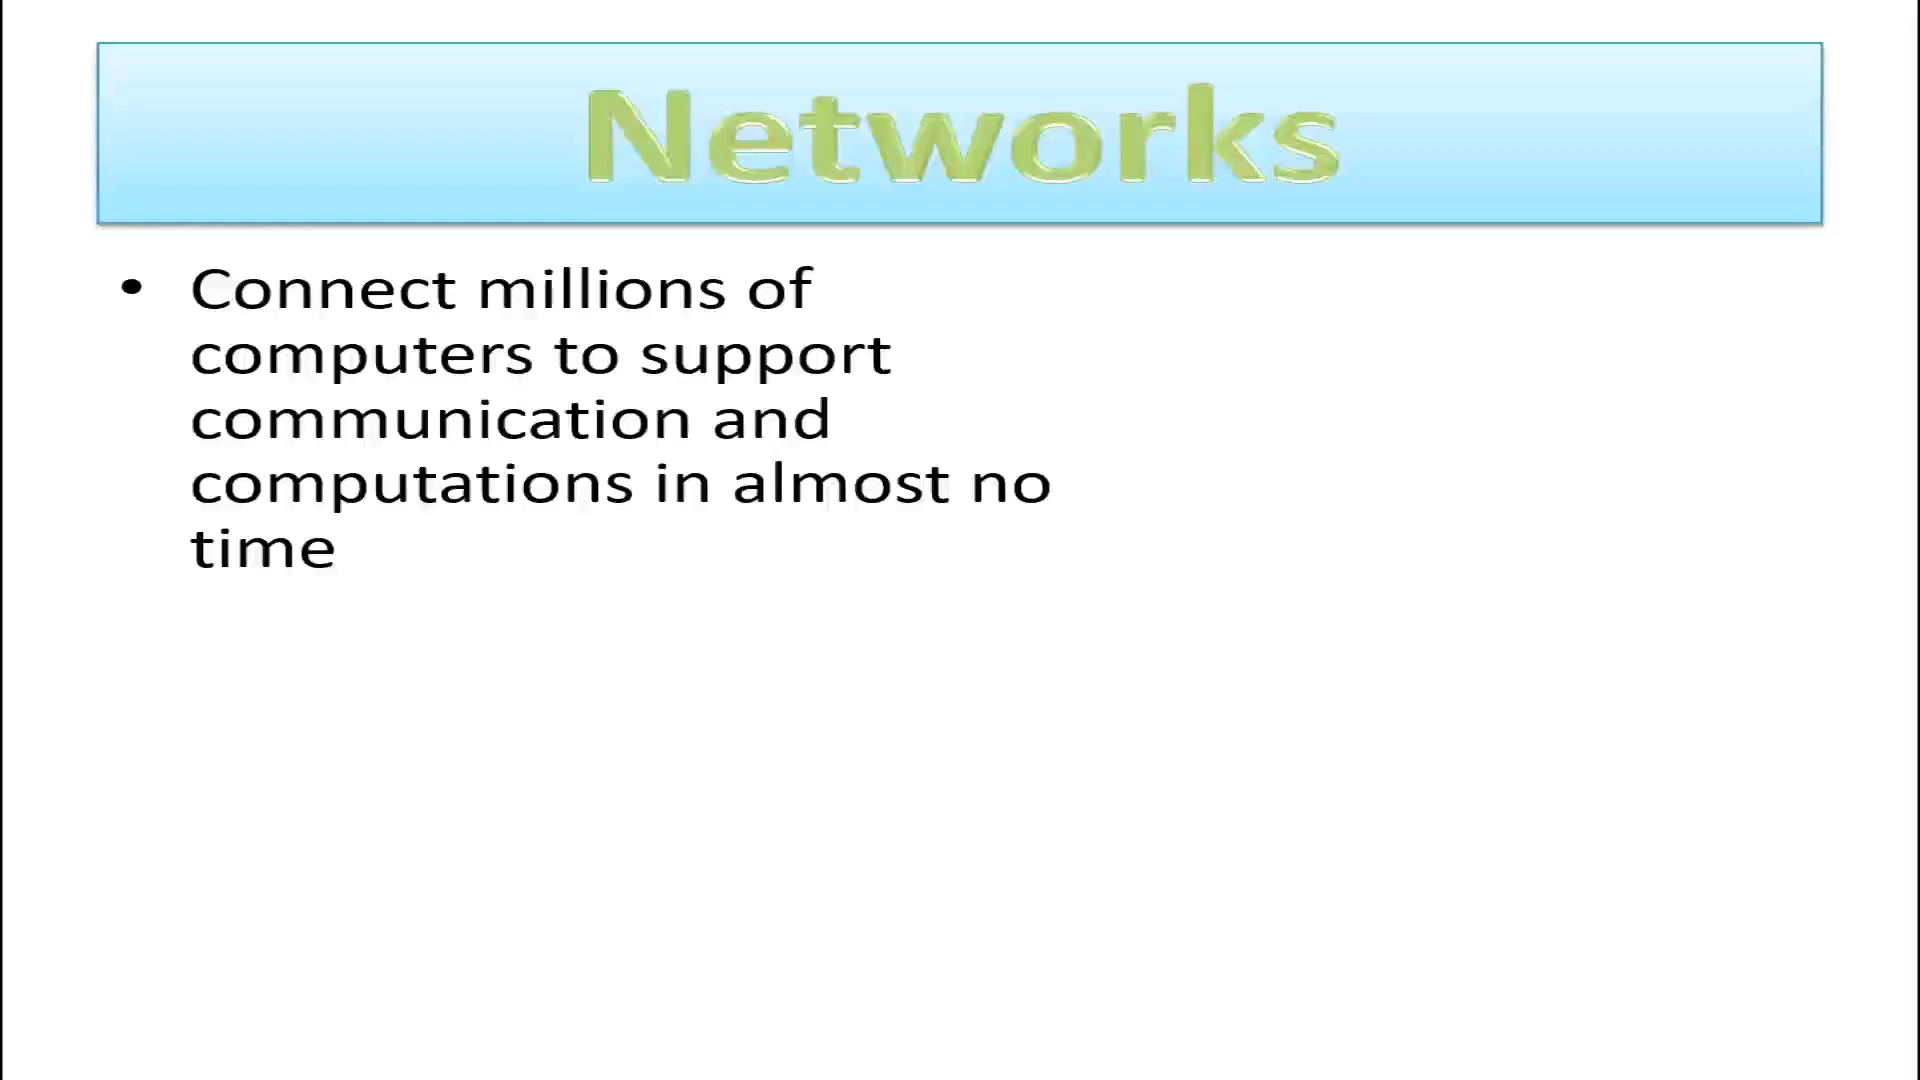 Networks
• Connect millions of
computers to support
communication and
computations in almost no
time